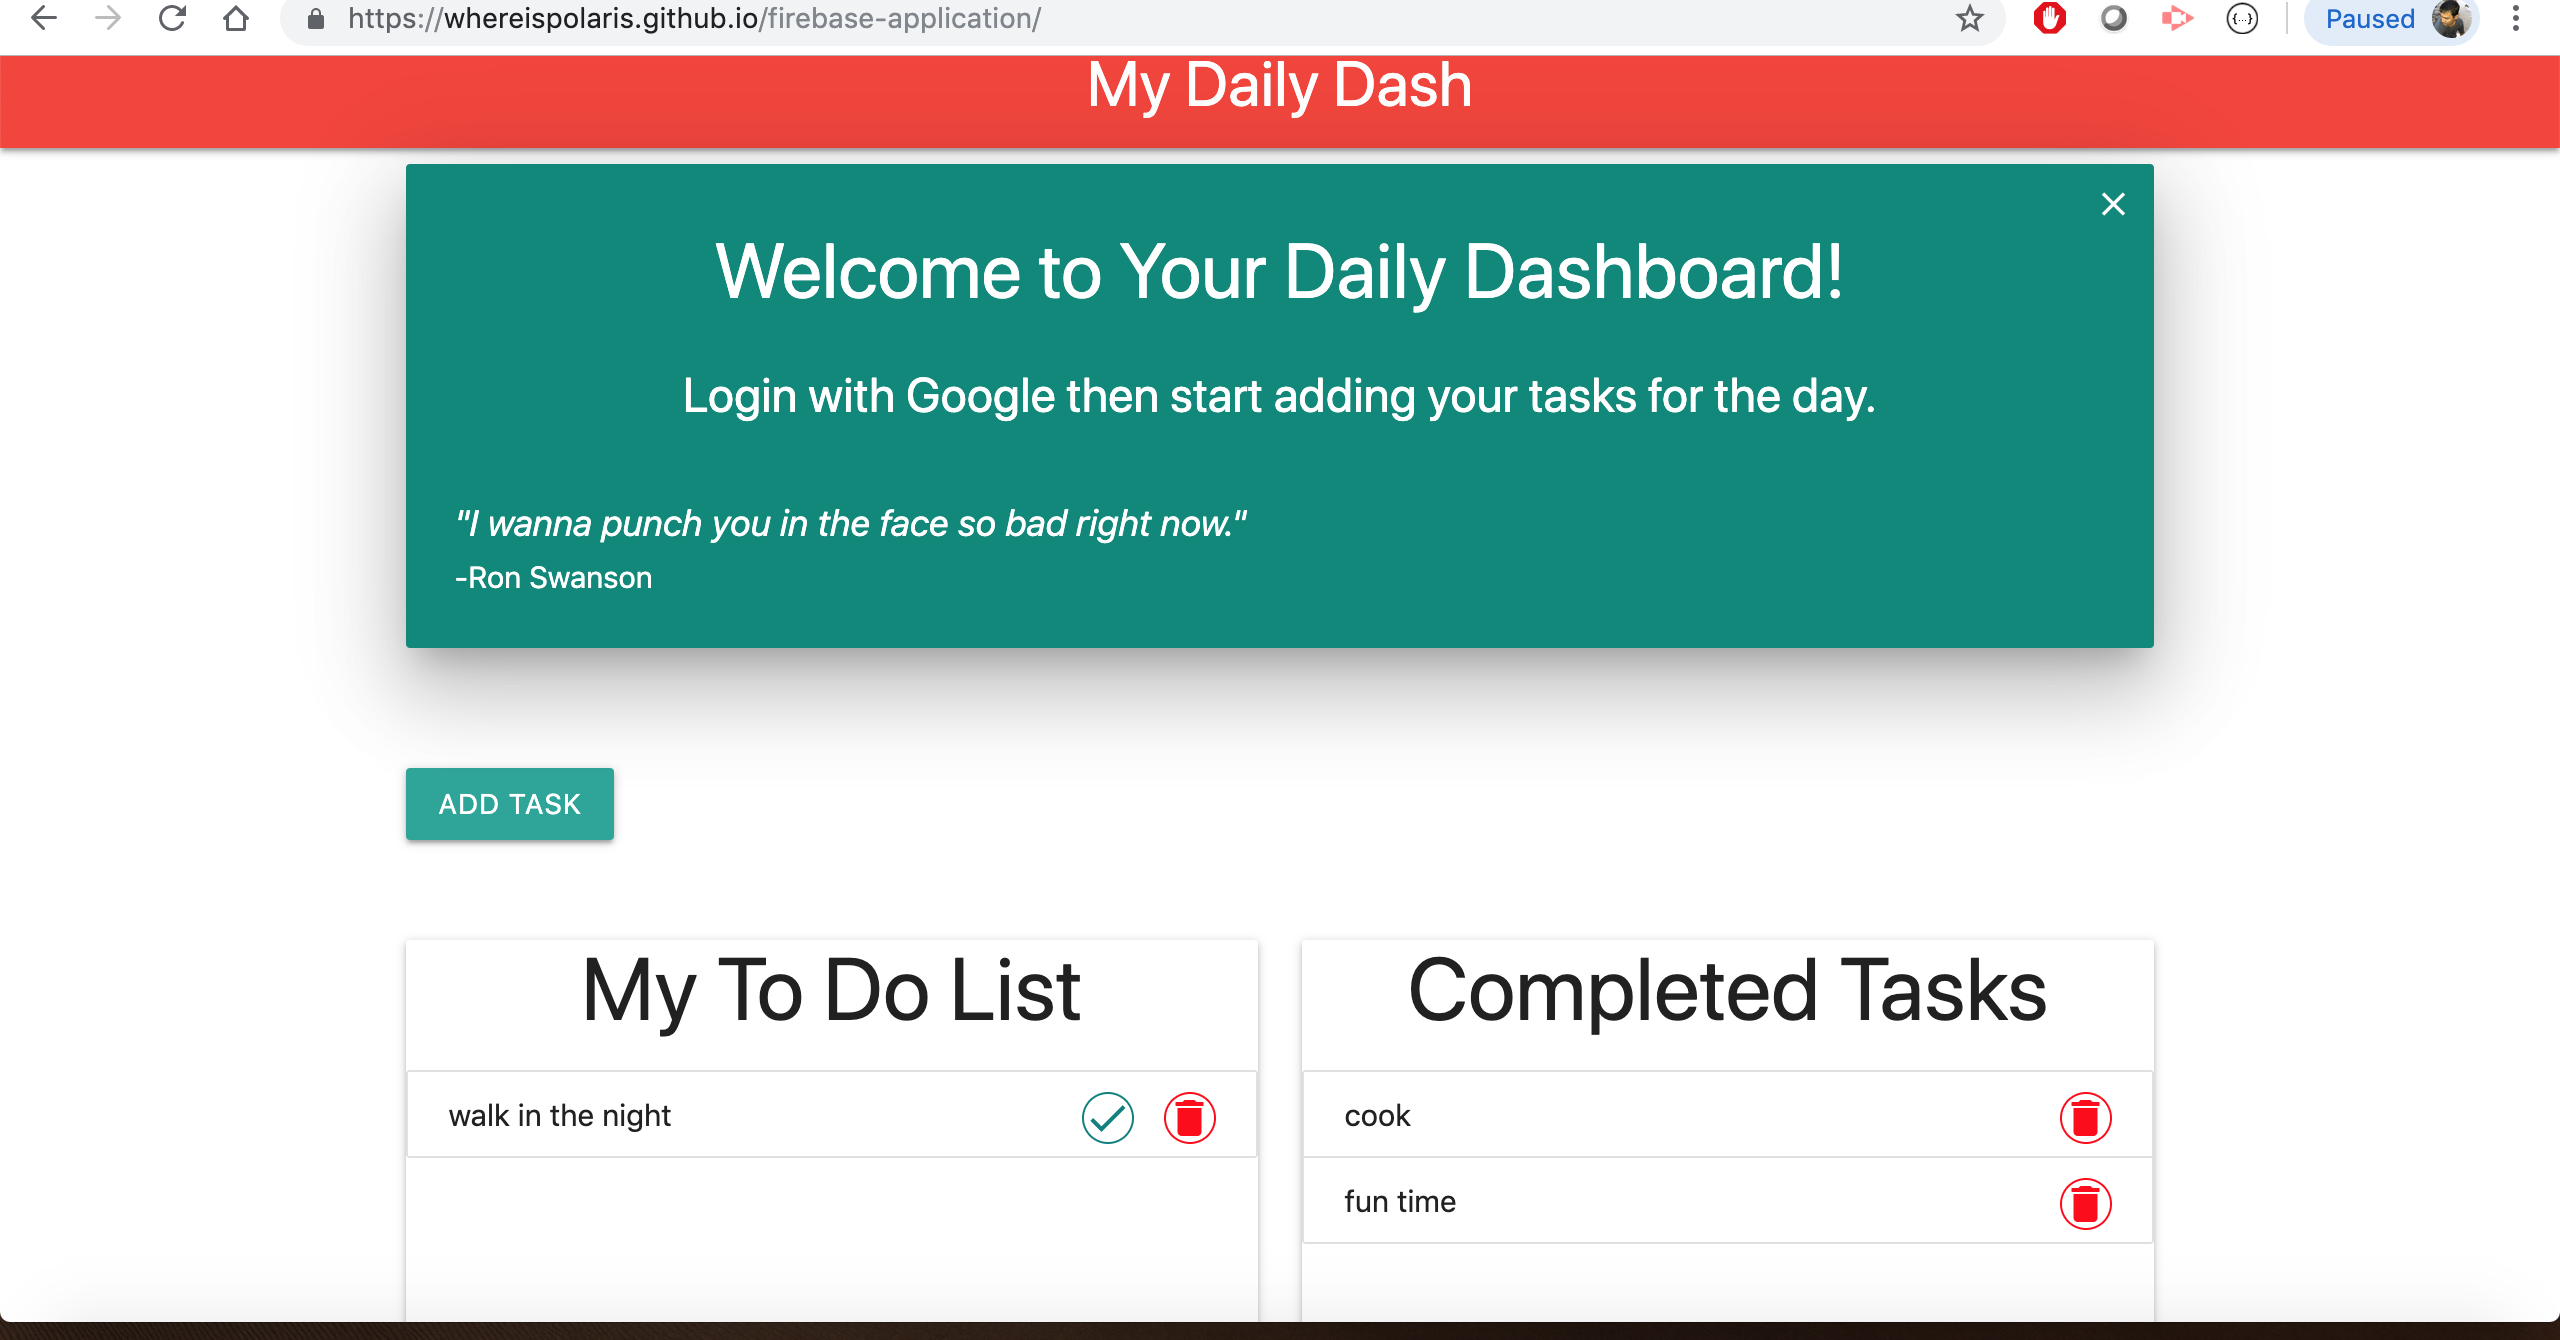 https://whereispolaris.github.io/firebase-application/
{...}
Paused
My Daily Dash
Welcome to Your Daily Dashboard!
Login with Google then start adding your tasks for the day.
"I wanna punch you in the face so bad right now."
-Ron Swanson
ADD TASK
My To Do List
walk in the night
Completed Tasks
cook
fun time